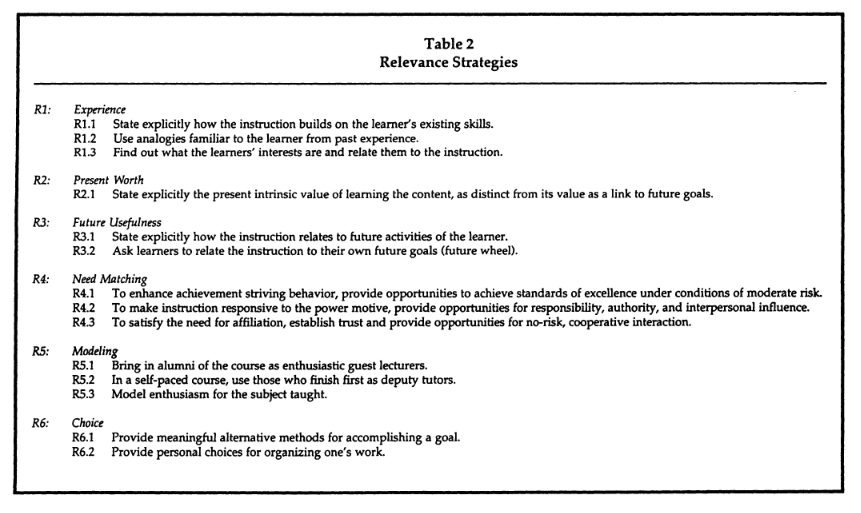 Table 2
Relevance Strategies
R1: Experience
R1.1 State explicitly how the instruction builds on the learner's existing skills.
R1.2 Use analogies familiar to the learner from past experience.
R1.3 Find out what the learners' interests are and relate them to the instruction.
R2: Present Worth
R2.1 State explicitly the present intrinsic value of learning the content, as distinct from its value as a link to future goals.
R3: Future Usefulness
R3.1 State explicitly how the instruction relates to future activities of the learner.
R3.2 Ask learners to relate the instruction to their own future goals (future wheel).
R4: Need Matching
R4.1 To enhance achievement striving behavior, provide opportunities to achieve standards of excellence under conditions of moderate risk.
R4.2 To make instruction responsive to the power motive, provide opportunities for responsibility, authority, and interpersonal influence.
R4.3 To satisfy the need for affiliation, establish trust and provide opportunities for no-risk, cooperative interaction.
R5: Modeling
R5.1 Bring in alumni of the course as enthusiastic guest lecturers.
R5.2 In a self-paced course, use those who finish first as deputy tutors.
R5.3 Model enthusiasm for the subject taught.
R6: Choice
R6.1 Provide meaningful alternative methods for accomplishing a goal.
R6.2 Provide personal choices for organizing one's work.